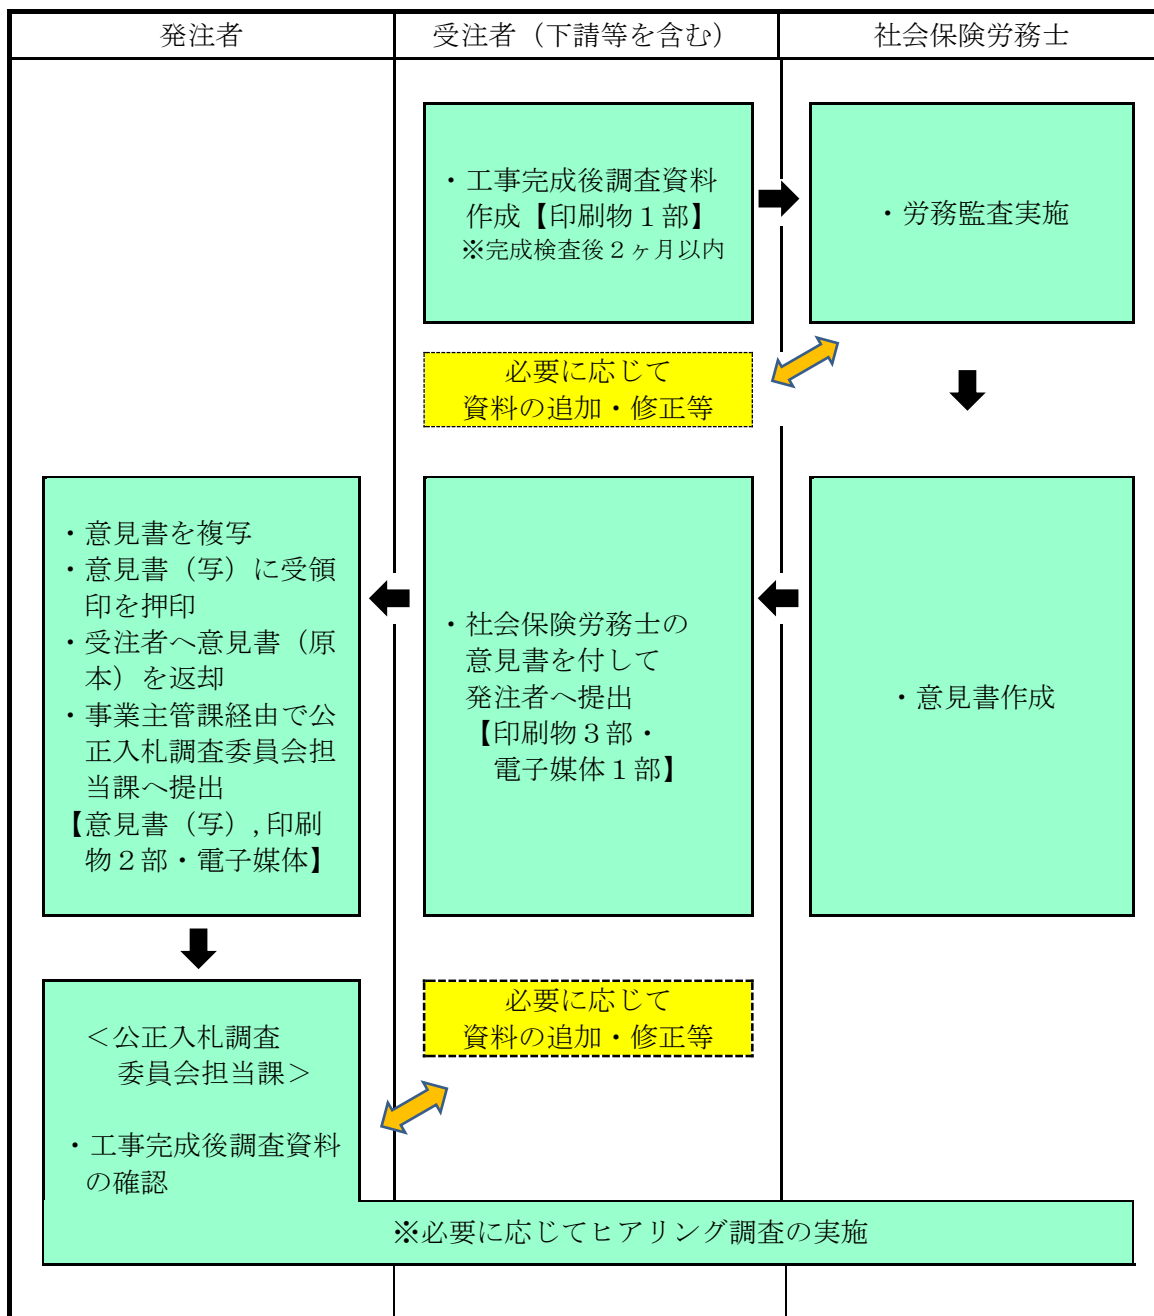 発注者
受注者（下請等を含む）
社会保険労務士
・工事完成後調査資料
作成【印刷物１部】
※完成検査後２ヶ月以内
・労務監査実施
必要に応じて
資料の追加・修正等
・意見書を複写
・意見書（写）に受領
印を押印
・受注者へ意見書（原
本）を返却
・事業主管課経由で公
正入札調査委員会担
当課へ提出
【意見書（写）,印刷
物２部・電子媒体】
・社会保険労務士の
意見書を付して
発注者へ提出
【印刷物３部・
電子媒体１部】
・意見書作成
＜公正入札調査
委員会担当課＞
・工事完成後調査資料
の確認
必要に応じて
資料の追加・修正等
※必要に応じてヒアリング調査の実施